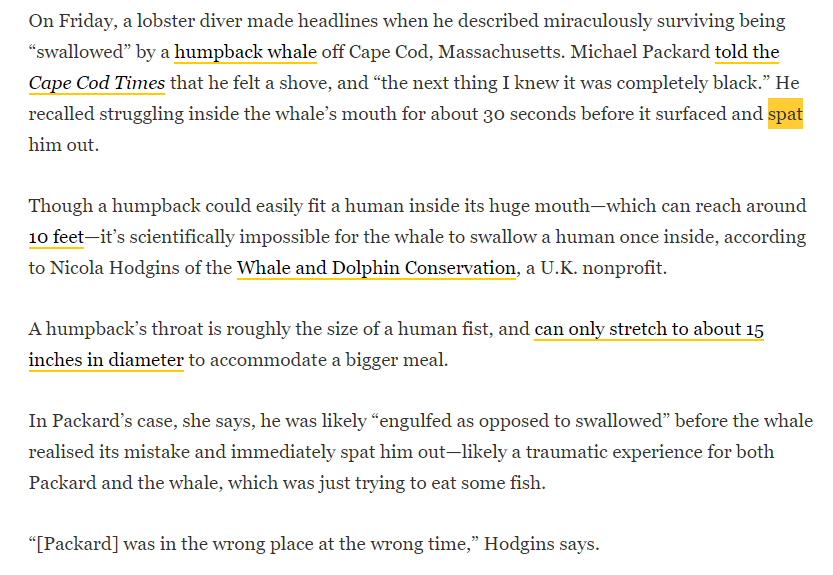 On Friday, a lobster diver made headlines when he described miraculously surviving being
“swallowed” by a humpback whale off Cape Cod, Massachusetts. Michael Packard told the
Cape Cod Times that he felt a shove, and “the next thing I knew it was completely black.” He
recalled struggling inside the whale’s mouth for about 30 seconds before it surfaced and spat
him out.
Though a humpback could easily fit a human inside its huge mouth—which can reach around
10 feet—it’s scientifically impossible for the whale to swallow a human once inside, according
to Nicola Hodgins of the Whale and Dolphin Conservation, a U.K. nonprofit.
A humpback’s throat is roughly the size of a human fist, and can only stretch to about 15
inches in diameter to accommodate a bigger meal.
In Packard’s case, she says, he was likely “engulfed as opposed to swallowed” before the whale
realised its mistake and immediately spat him out—likely a traumatic experience for both
Packard and the whale, which was just trying to eat some fish.
“[Packard] was in the wrong place at the wrong time,” Hodgins says.